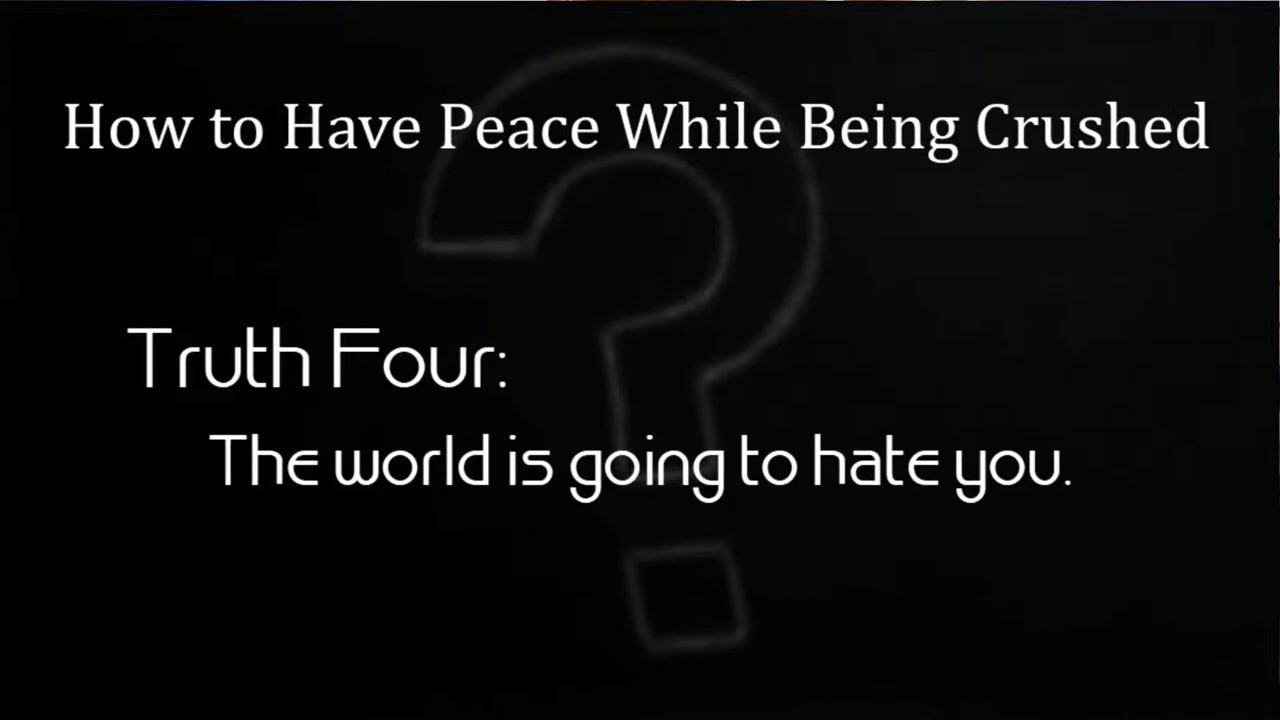 How to Have Peace While Being Crushed
Truth Four:
The world is going to hate you.